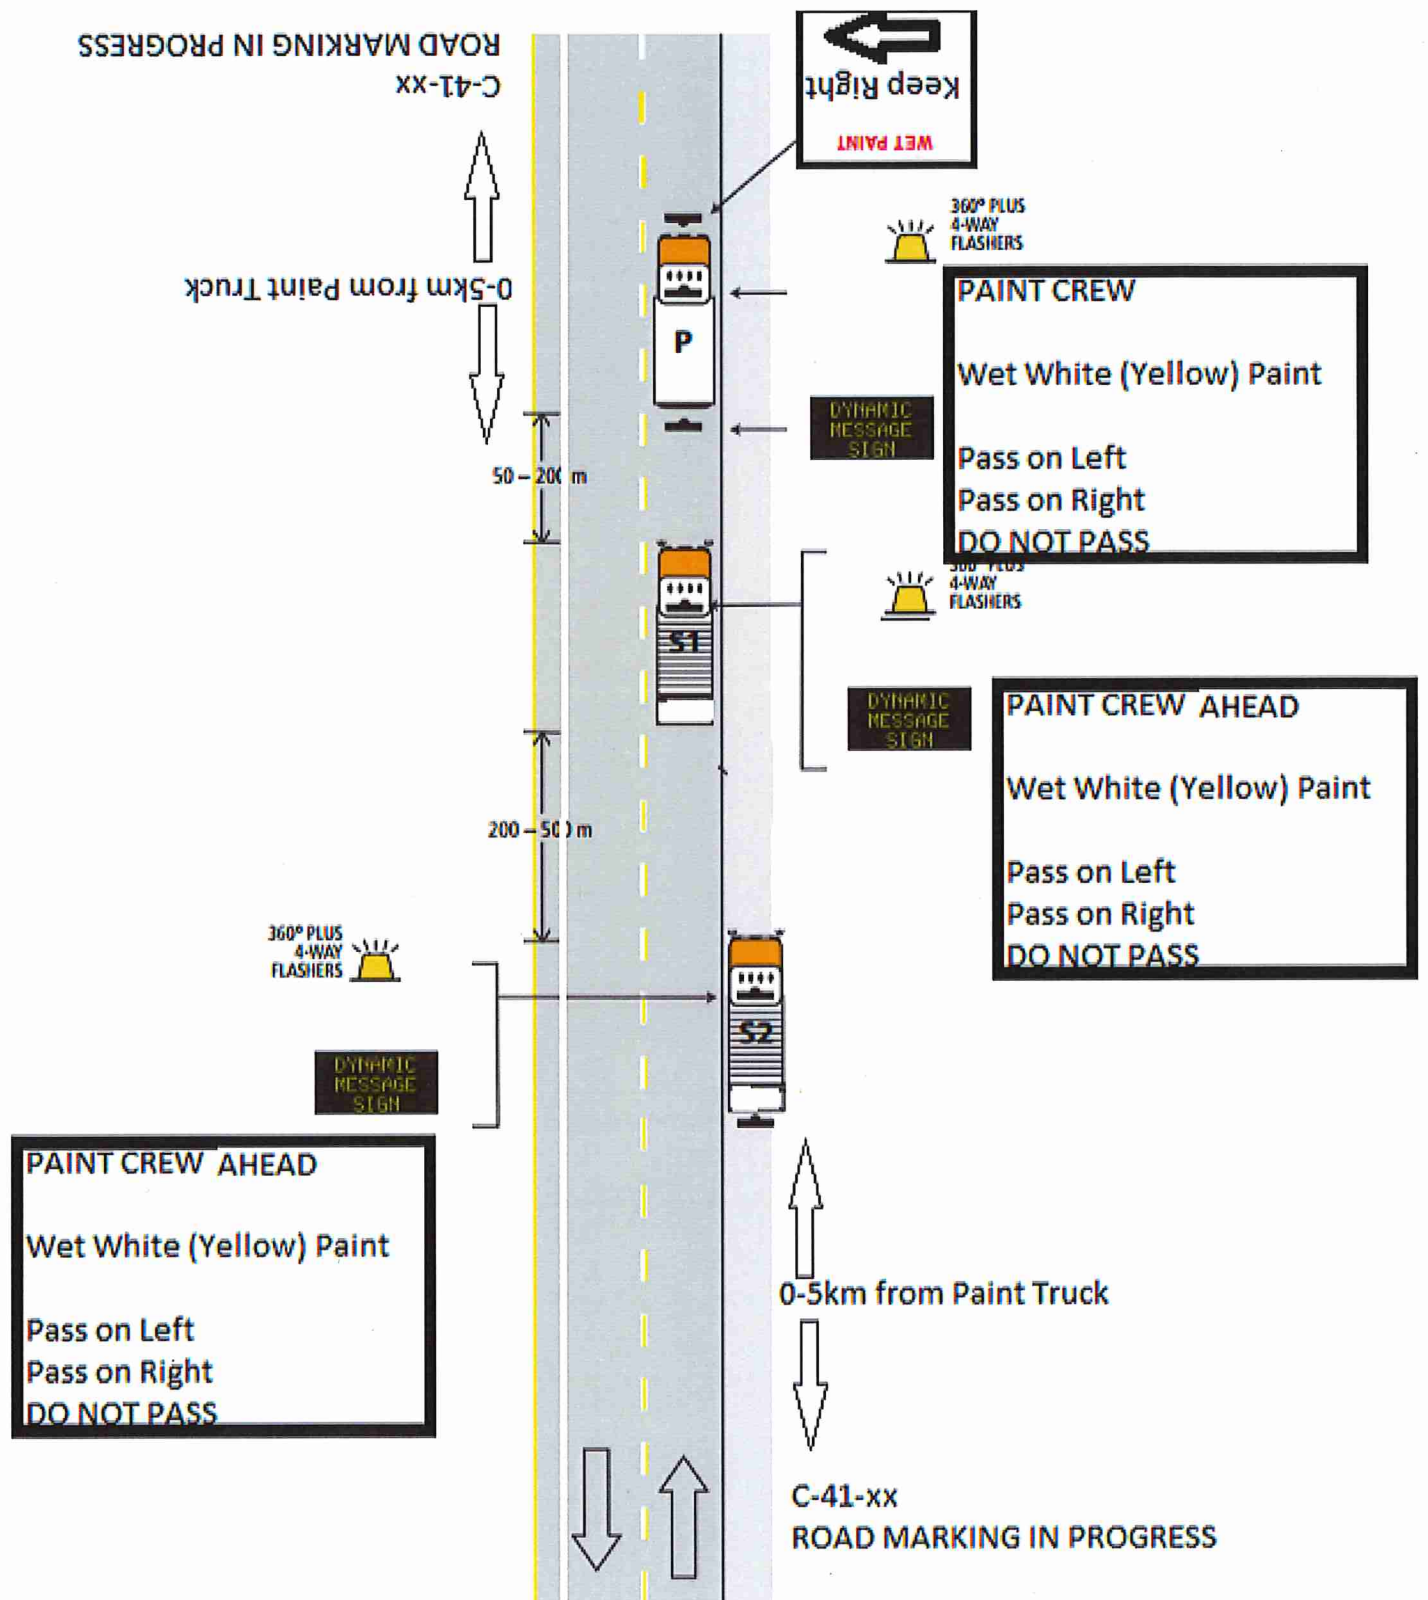 ROAD MARKING IN PROGRESS
C-41-xx
Keep Right
WET PAINT
360° PLUS
4-WAY
FLASHERS
0-5km from Paint Truck
PAINT CREW
Wet White (Yellow) Paint
Pass on Left
Pass on Right
DO NOT PASS
P
DYNAMIC
MESSAGE
SIGN
50 – 200 m
360° PLUS
4-WAY
FLASHERS
S1
DYNAMIC
MESSAGE
SIGN
PAINT CREW AHEAD
Wet White (Yellow) Paint
Pass on Left
Pass on Right
DO NOT PASS
200 – 500 m
360° PLUS
4-WAY
FLASHERS
S2
DYNAMIC
MESSAGE
SIGN
PAINT CREW AHEAD
Wet White (Yellow) Paint
Pass on Left
Pass on Right
DO NOT PASS
0-5km from Paint Truck
C-41-xx
ROAD MARKING IN PROGRESS